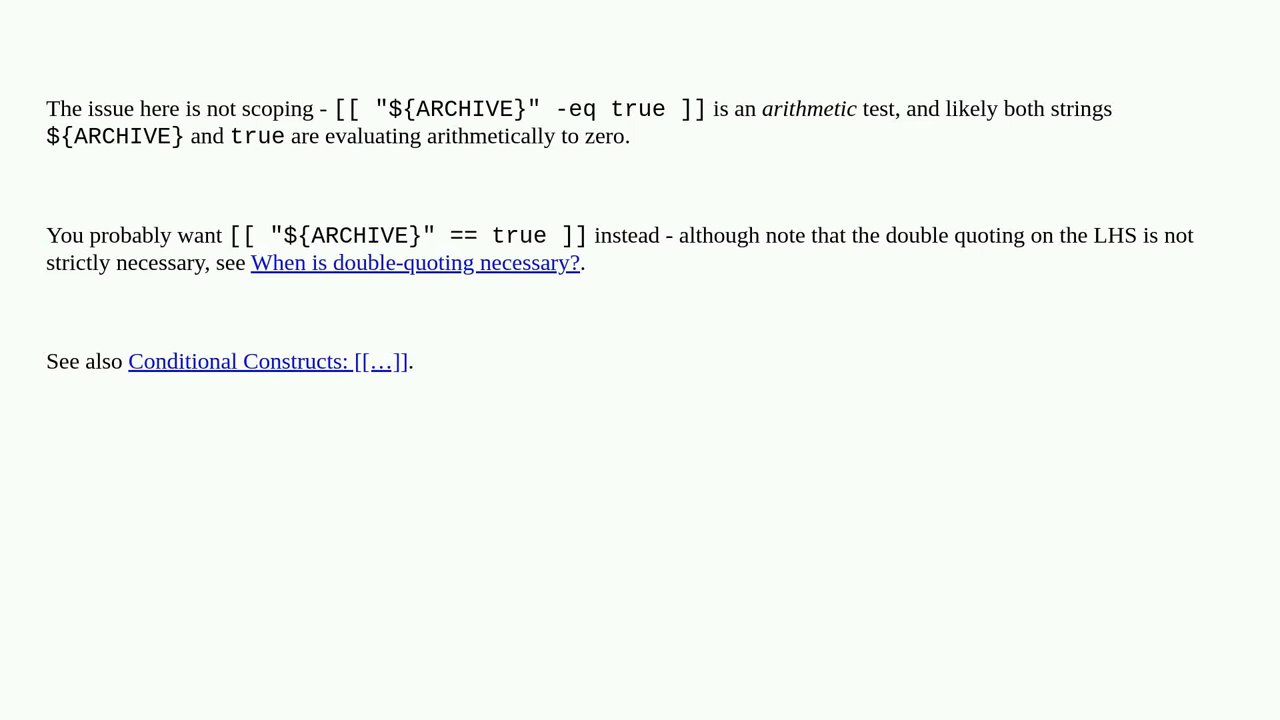 The issue here is not scoping - [[ "${ARCHIVE}" -eq true ]] is an arithmetic test, and likely both strings
${ARCHIVE} and true are evaluating arithmetically to zero.
You probably want [[ "${ARCHIVE}" == true ]] instead - although note that the double quoting on the LHS is not
strictly necessary, see When is double-quoting necessary?.
See also Conditional Constructs: [[…]].